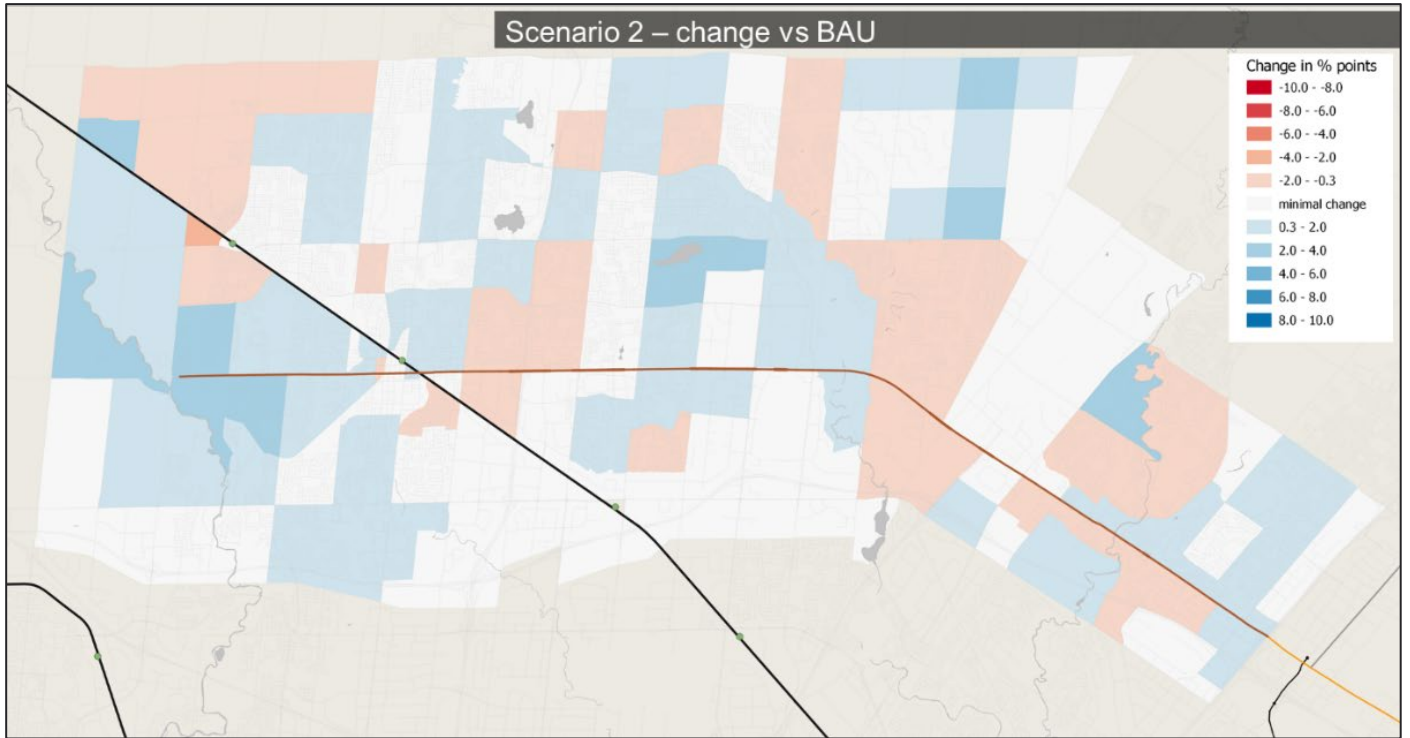 Scenario 2 – change vs BAU
Change in % points
-10.0 - -8.0
-8.0 - -6.0
-6.0 - -4.0
-4.0 - -2.0
-2.0 - -0.3
minimal change
0.3 - 2.0
2.0 - 4.0
4.0 - 6.0
6.0 - 8.0
8.0 - 10.0